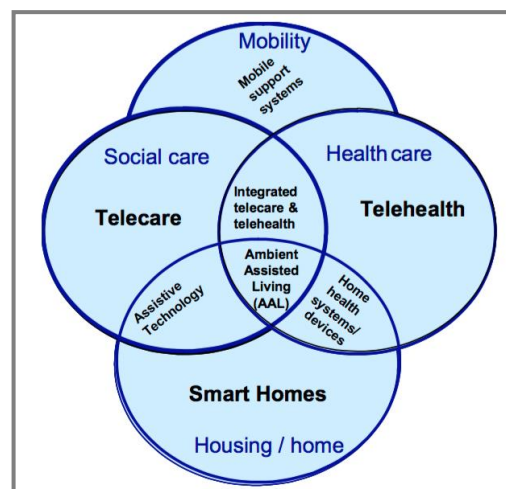 Mobility
Mobile
support
systems
Social care
Health care
Telecare
Integrated
telecare &
telehealth
Telehealth
Ambient
Assisted
Living
(AAL)
Assistive
Technology
Home
health
systems/
devices
Smart Homes
Housing / home